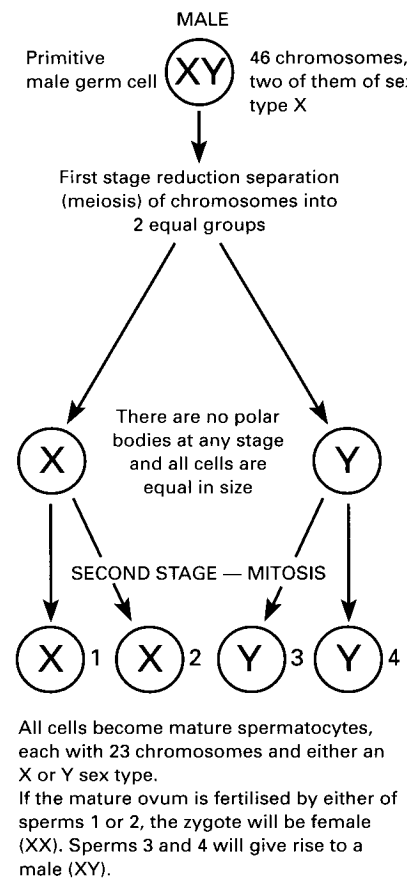 MALE
Primitive
male germ cell
XY
46 chromosomes,
two of them of
type X
First stage reduction separation
(meiosis) of chromosomes into
2 equal groups
There are no polar
bodies at any stage
and all cells are
equal in size
X
Y
SECOND STAGE — MITOSIS
X 1
X 2
Y 3
Y 4
All cells become mature spermatocytes,
each with 23 chromosomes and either an
X or Y sex type.
If the mature ovum is fertilised by either of
sperms 1 or 2, the zygote will be female
(XX). Sperms 3 and 4 will give rise to a
male (XY).